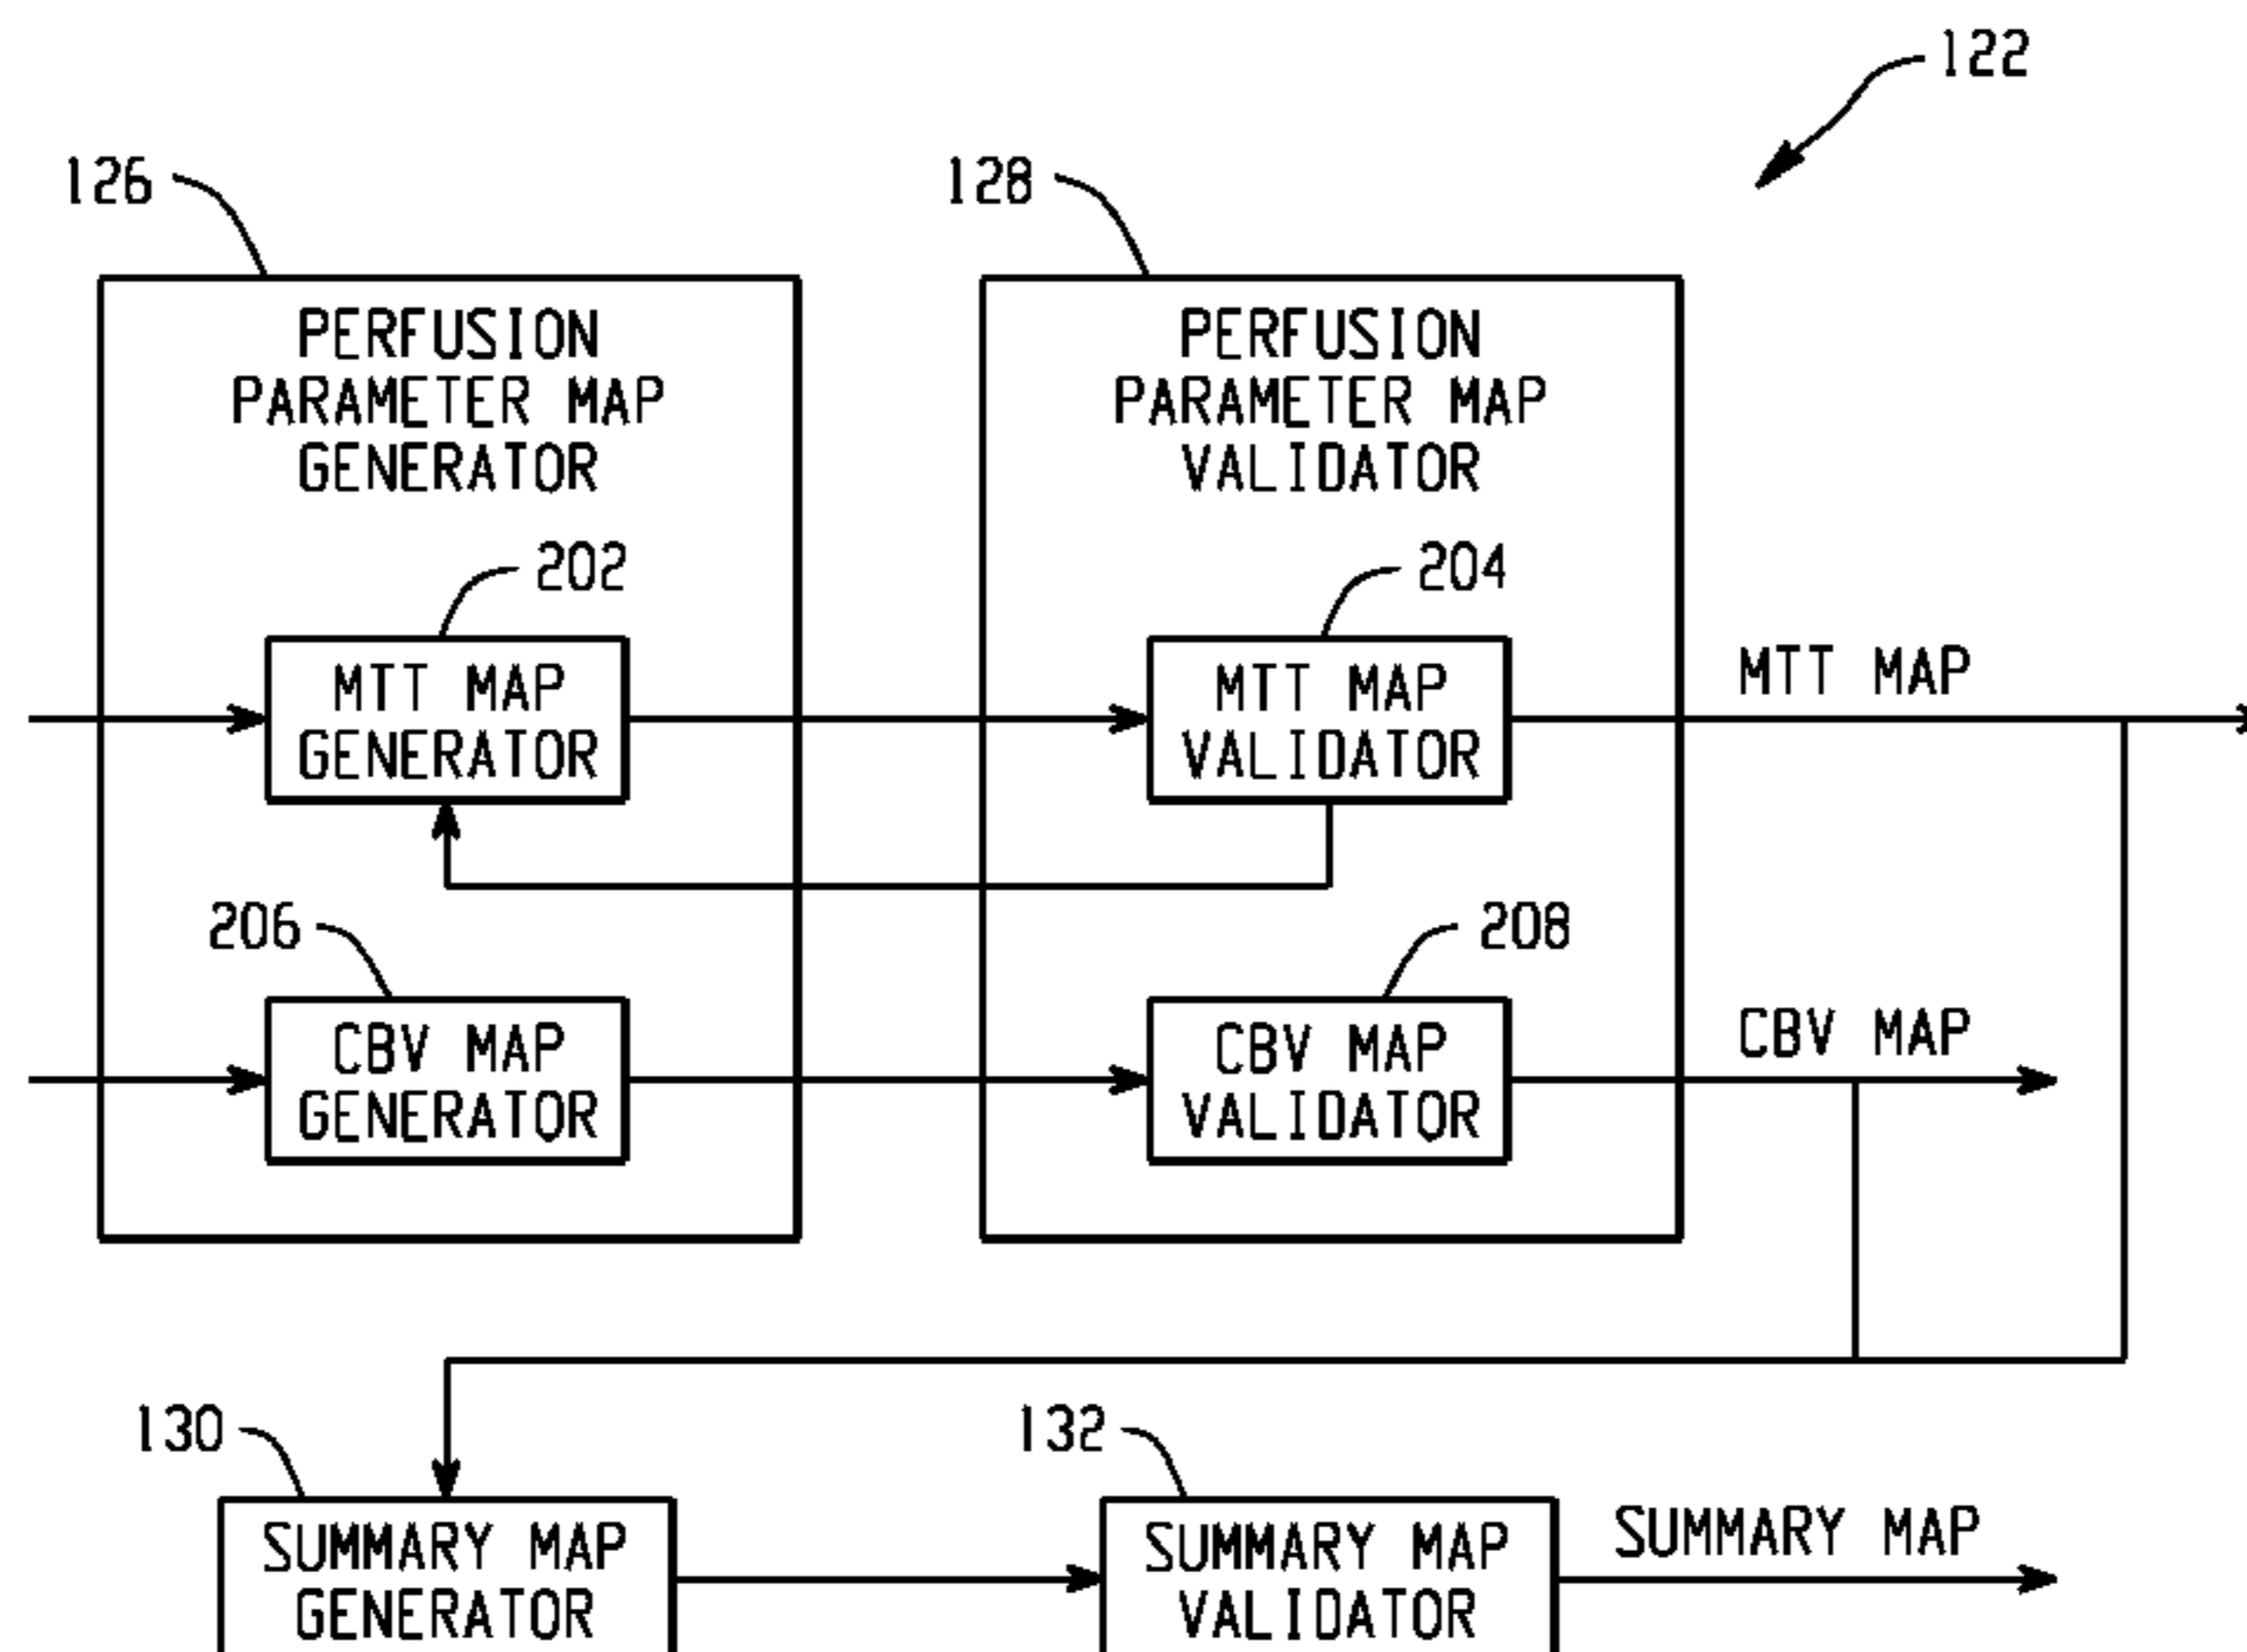 122
126
128
PERFUSION
PARAMETER MAP
GENERATOR
PERFUSION
PARAMETER MAP
VALIDATOR
202
204
MTT MAP
GENERATOR
MTT MAP
VALIDATOR
MTT MAP
206
208
CBV MAP
GENERATOR
CBV MAP
VALIDATOR
CBV MAP
130
132
SUMMARY MAP
GENERATOR
SUMMARY MAP
VALIDATOR
SUMMARY MAP